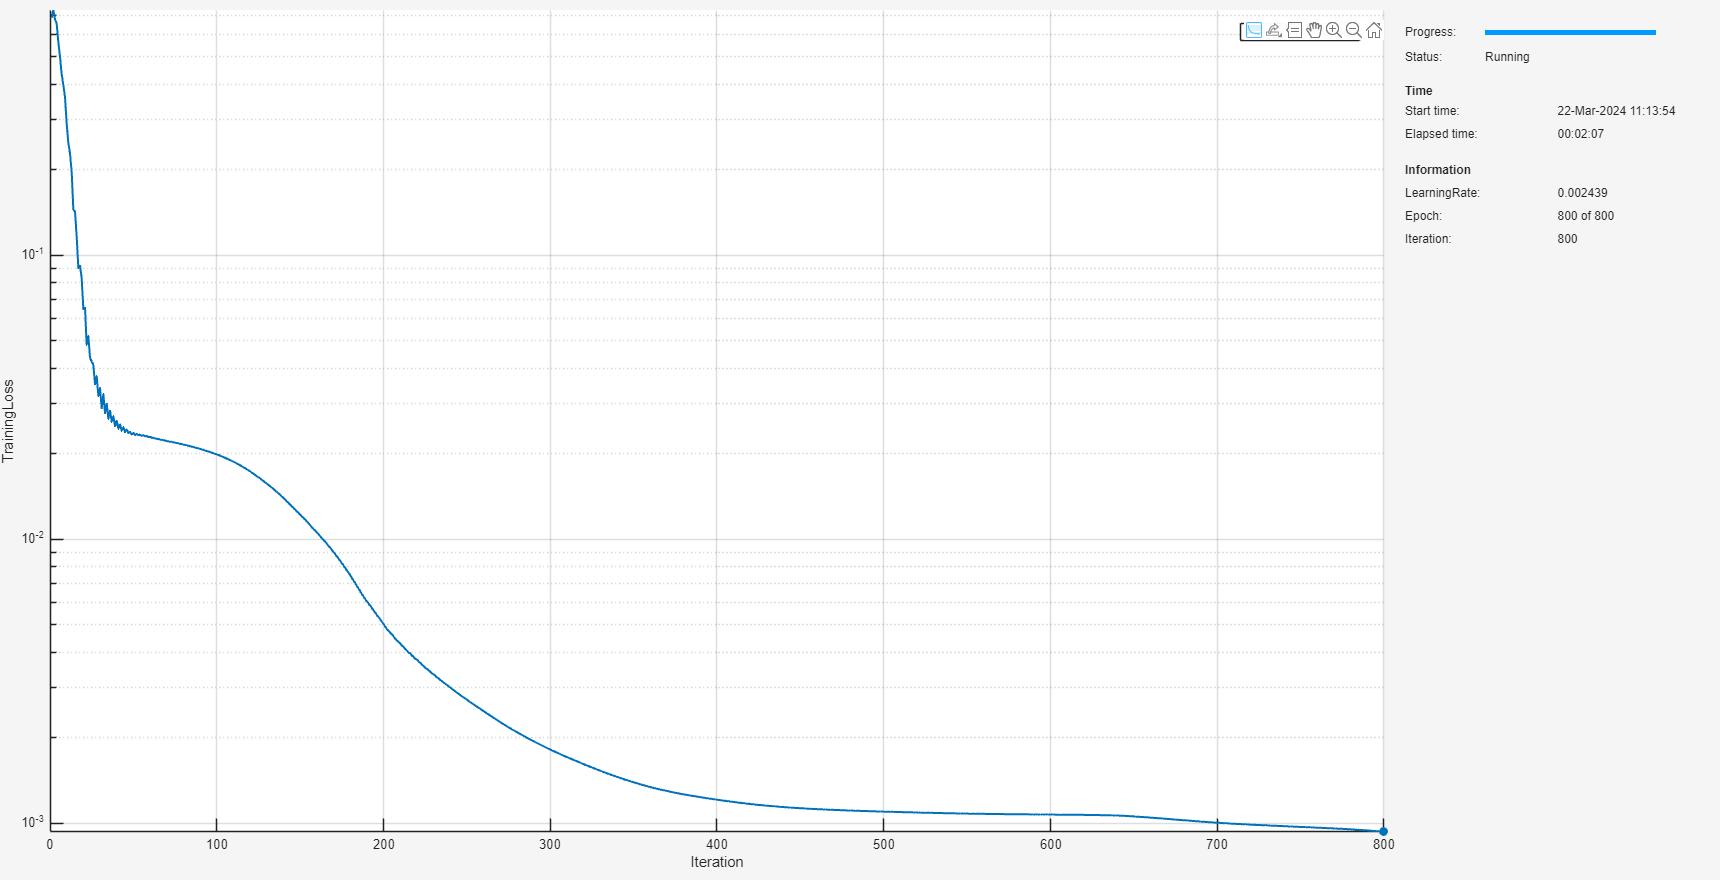 Progress:
Status: Running
Time
Start time: 22-Mar-2024 11:13:54
Elapsed time: 00:02:07
Information
LearningRate: 0.002439
Epoch: 800 of 800
Iteration: 800
TrainingLoss
10-1
10-2
10-3
0 100 200 300 400 500 600 700 800
Iteration